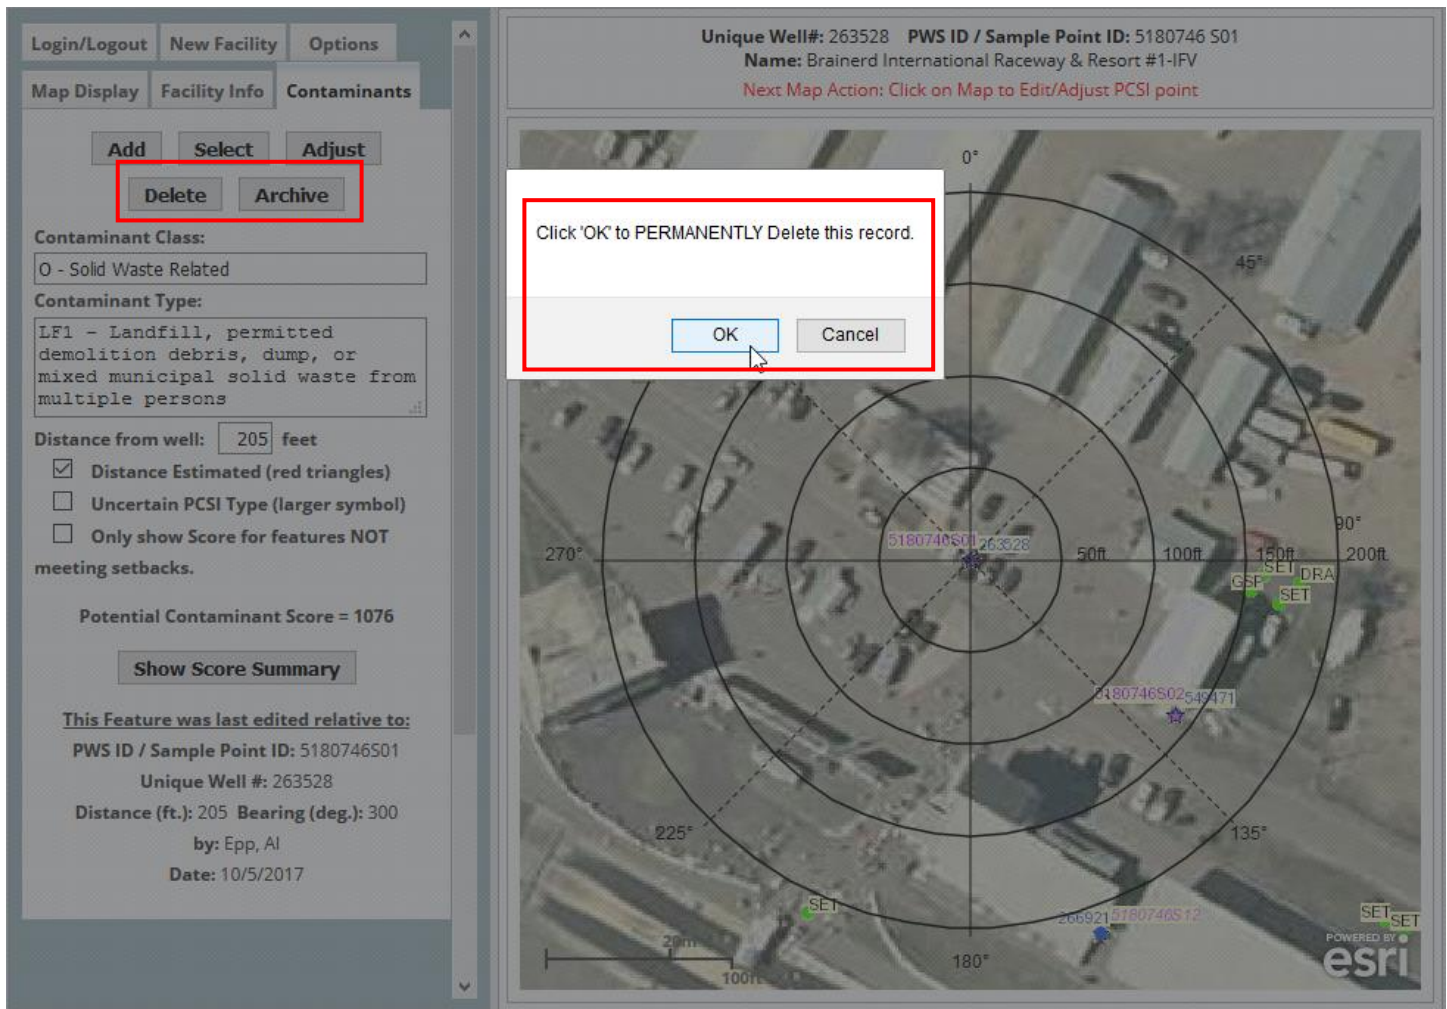 Login/Logout New Facility Options
Map Display Facility Info Contaminants
Add Select Adjust
Delete Archive
Contaminant Class:
O - Solid Waste Related
Contaminant Type:
LF1 - Landfill, permitted
demolition debris, dump, or
mixed municipal solid waste from
multiple persons
Distance from well: 205 feet
Distance Estimated (red triangles)
Uncertain PCSI Type (larger symbol)
Only show Score for features NOT
meeting setbacks.
Potential Contaminant Score = 1076
Show Score Summary
This Feature was last edited relative to:
PWS ID / Sample Point ID: 5180746S01
Unique Well #: 263528
Distance (ft.): 205 Bearing (deg.): 300
by: Epp, Al
Date: 10/5/2017
Unique Well#: 263528 PWS ID / Sample Point ID: 5180746 S01
Name: Brainerd International Raceway & Resort #1-IFV
Next Map Action: Click on Map to Edit/Adjust PCSI point
Click 'OK' to PERMANENTLY Delete this record.
OK Cancel
0°
45°
90°
5180746S01 263528
270° 50ft 100ft 150ft 200ft
SET DRA
GSF SET
5180746S02 549471
225° 135°
SET
266921 5180746S12
SET SET
20m
100ft
180°
POWERED BY
esri